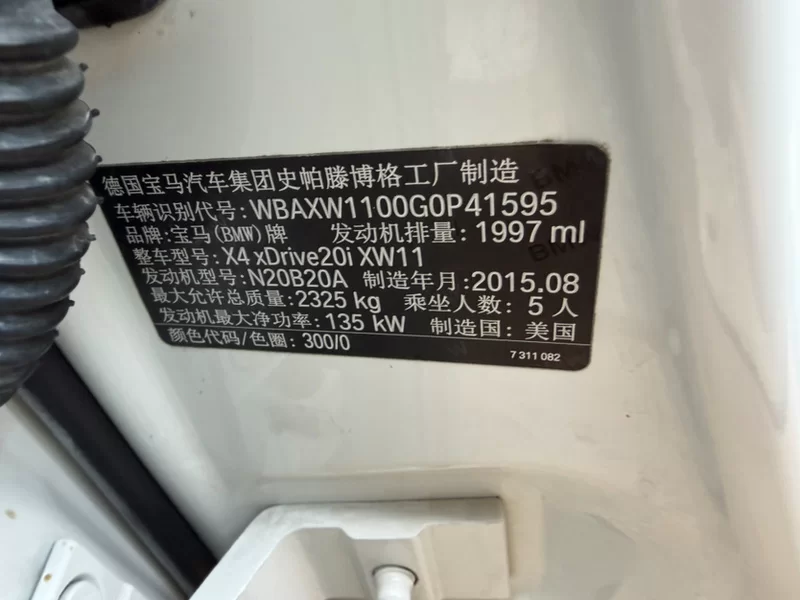 德国宝马汽车集团史帕滕博格工厂制造
车辆识别代号: WBAXW1100G0P41595
品牌: 宝马(BMW)牌 发动机排量: 1997 ml
整车型号: X4 xDrive20i XW11
发动机型号: N20B20A 制造年月: 2015.08
最大允许总质量: 2325 kg 乘坐人数: 5 人
发动机最大净功率: 135 kW 制造国: 美国
颜色代码/色圈: 300/0
7 311 082